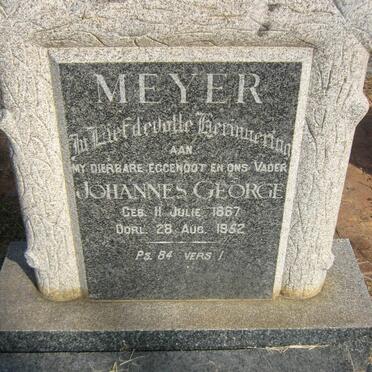 MEYER
In Liefdevolle Herinnering
AAN
MY DIERBARE EGGENOOT EN ONS VADER
JOHANNES GEORGE
GEB. 11 JULIE 1867
OORL. 28 AUG. 1952
PS. 84 VERS 1